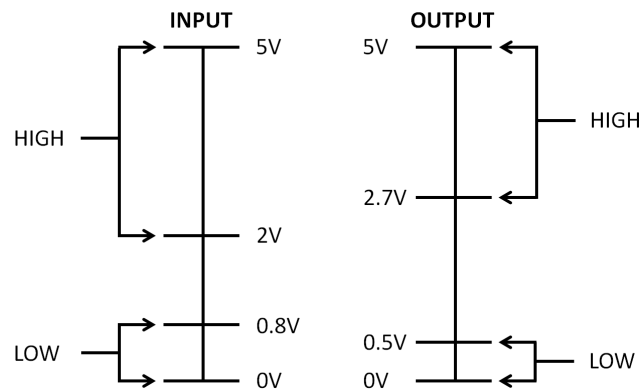 INPUT
5V
HIGH
2V
0.8V
LOW
0V
OUTPUT
5V
HIGH
2.7V
0.5V
LOW
0V